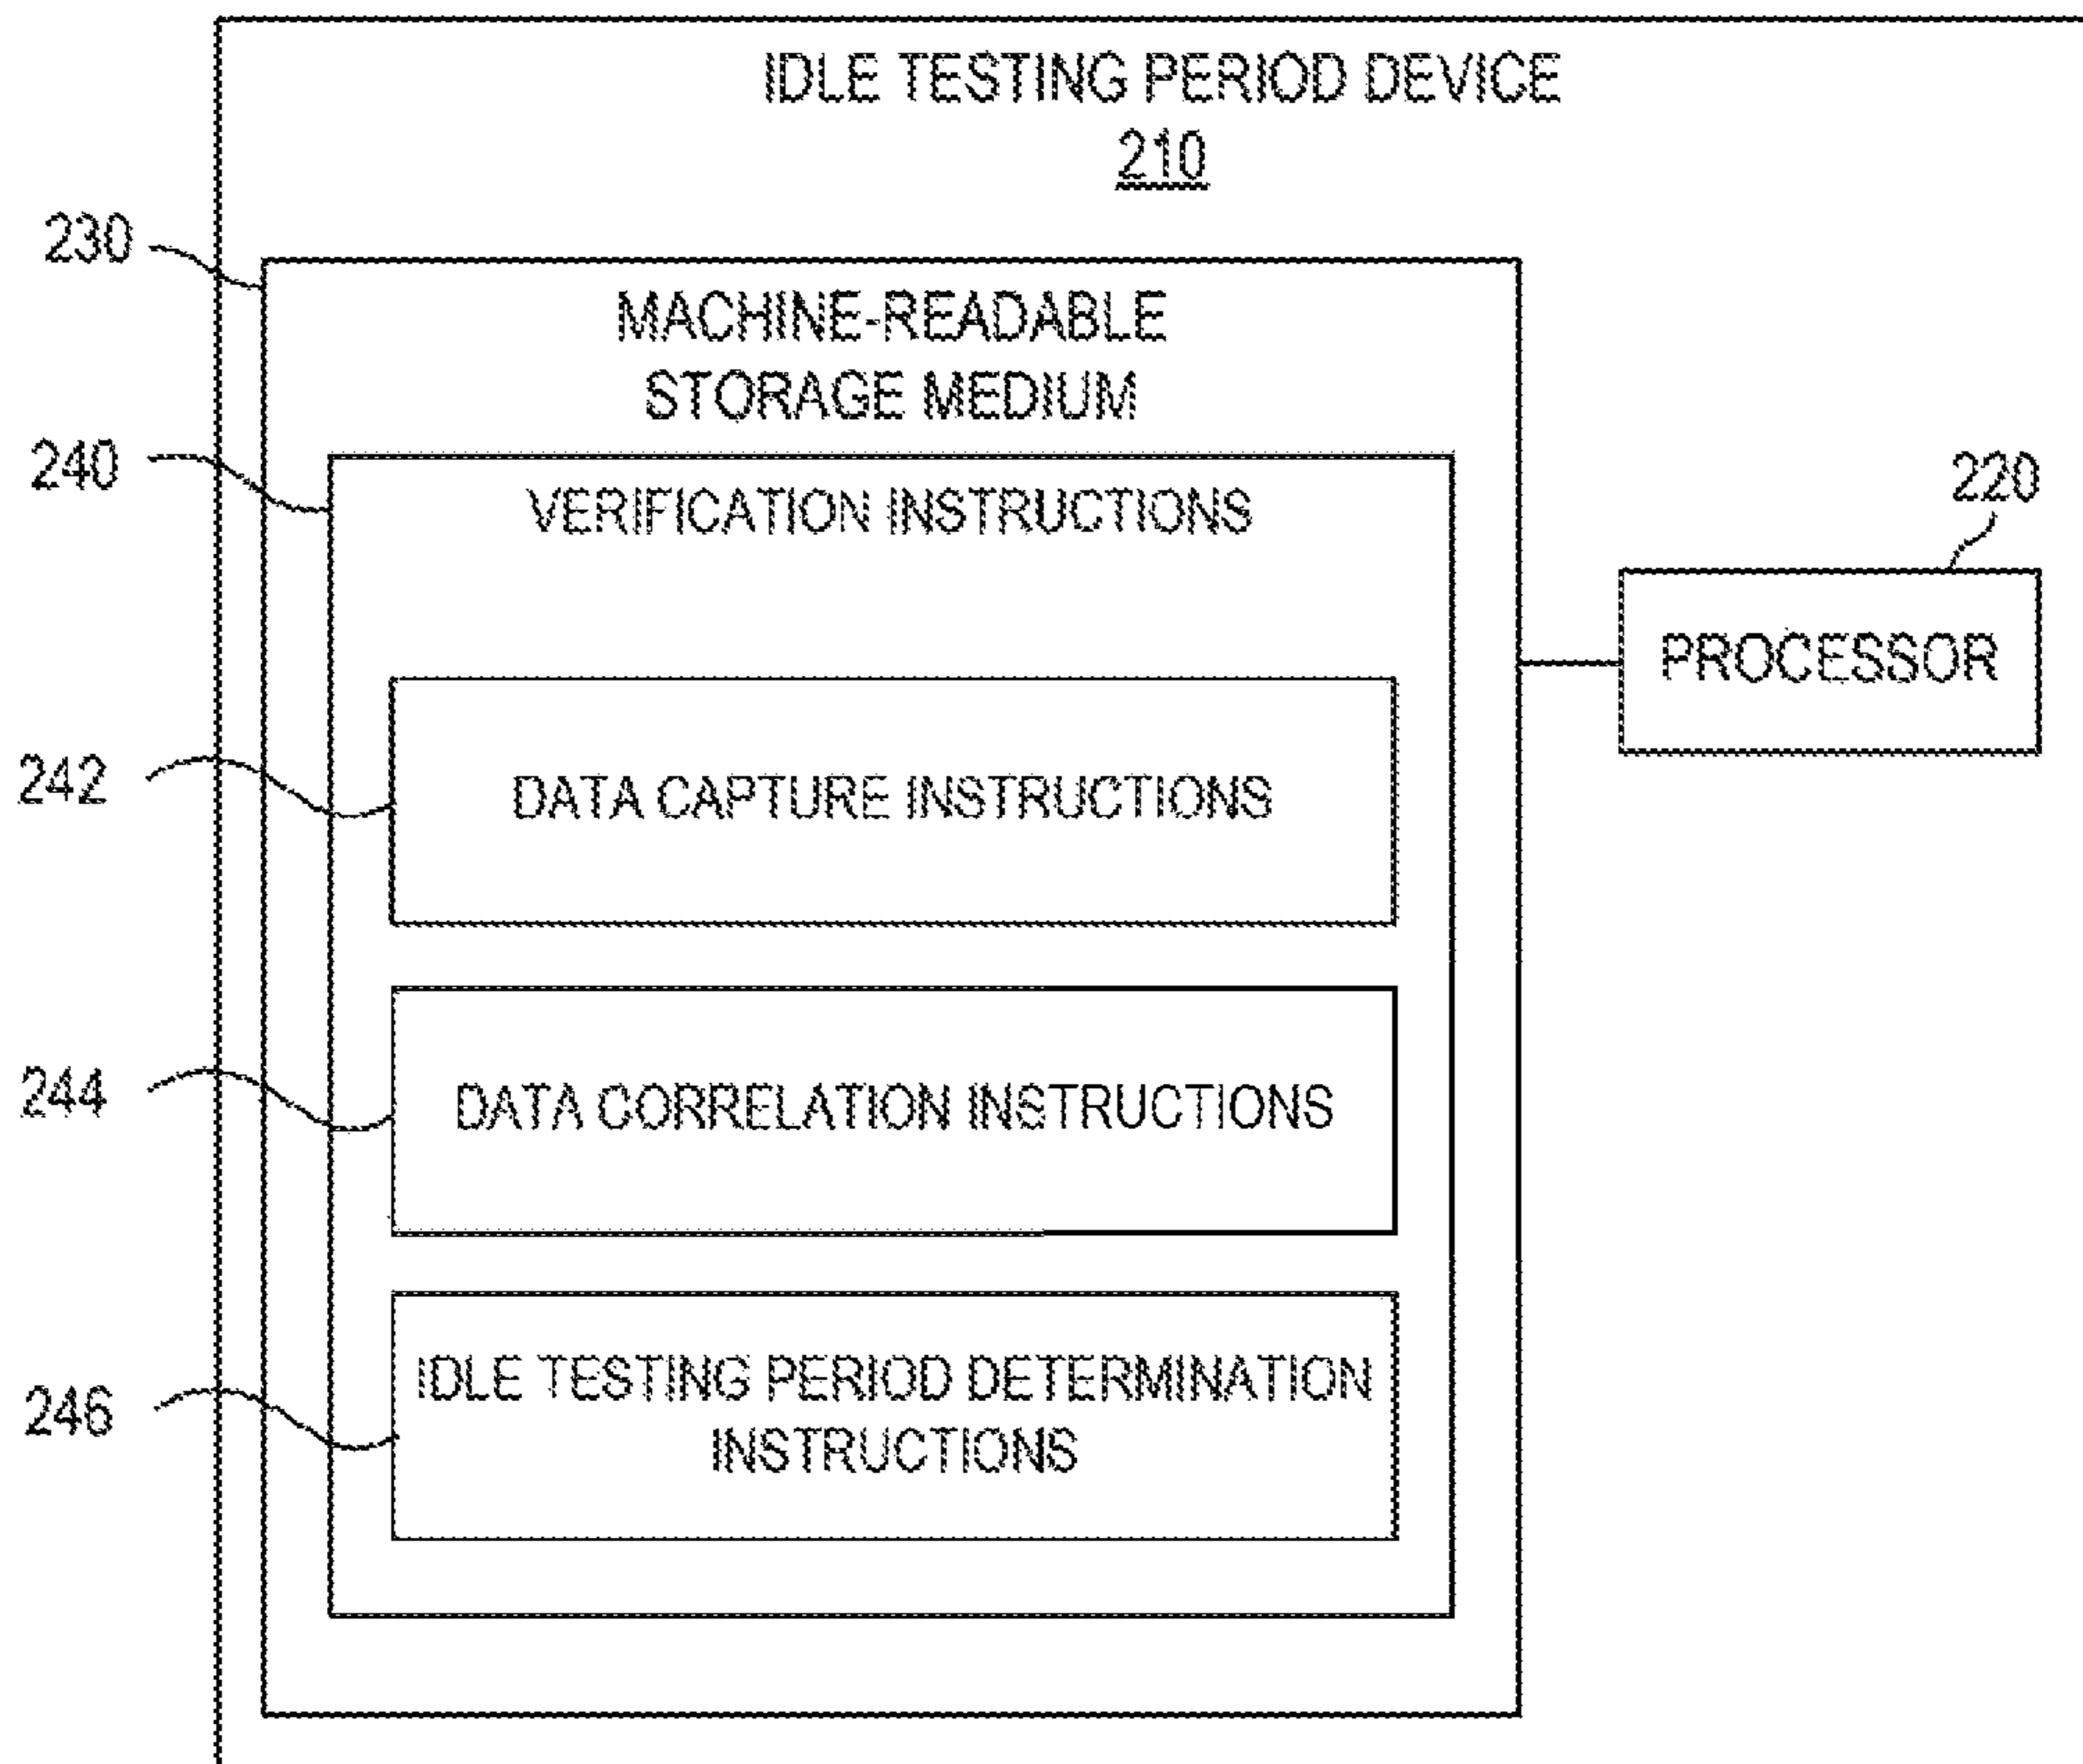 IDLE TESTING PERIOD DEVICE
210
230
MACHINE-READABLE
STORAGE MEDIUM
240
VERIFICATION INSTRUCTIONS
220
PROCESSOR
242
DATA CAPTURE INSTRUCTIONS
244
DATA CORRELATION INSTRUCTIONS
246
IDLE TESTING PERIOD DETERMINATION
INSTRUCTIONS